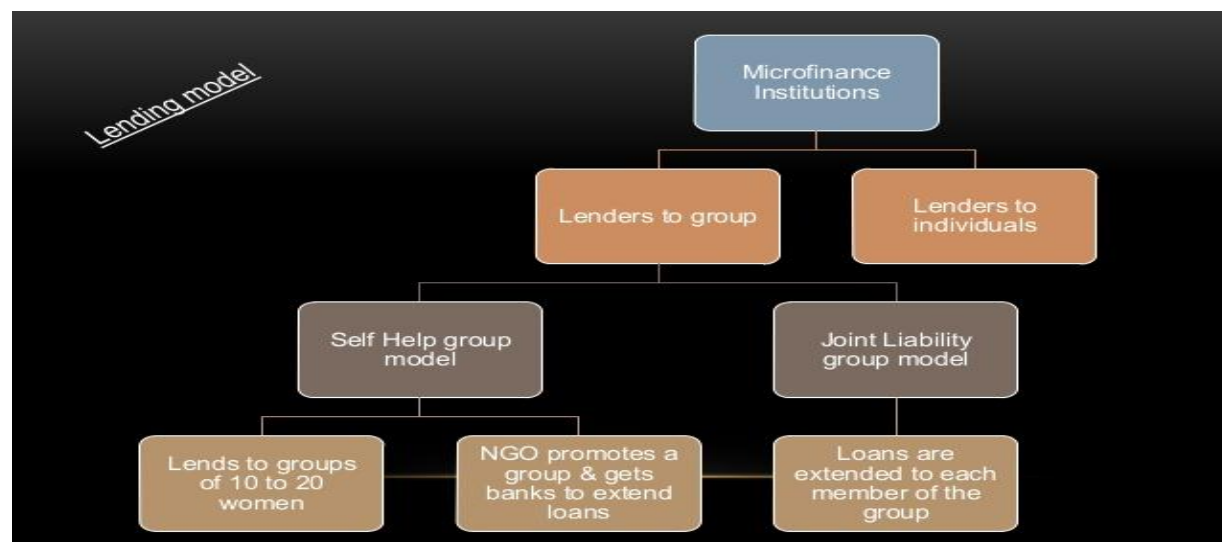 Lending model
Microfinance
Institutions
Lenders to group
Lenders to
individuals
Self Help group
model
Joint Liability
group model
Lends to groups
of 10 to 20
women
NGO promotes a
group & gets
banks to extend
loans
Loans are
extended to each
member of the
group